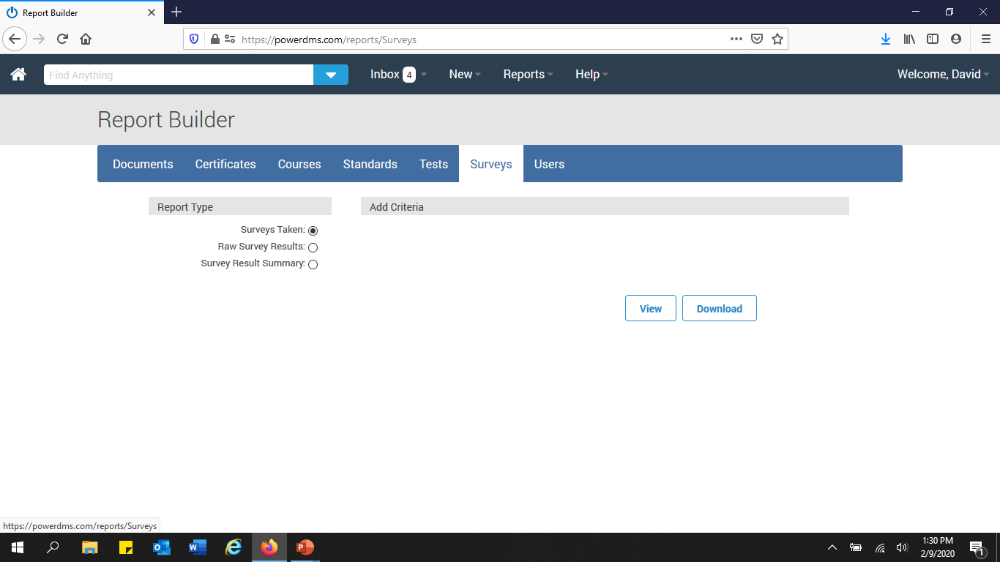 Report Builder
https://powerdms.com/reports/Surveys
Find Anything
Inbox 4
New
Reports
Help
Welcome, David
Report Builder
Documents Certificates Courses Standards Tests Surveys Users
Report Type
Add Criteria
Surveys Taken:
Raw Survey Results:
Survey Result Summary:
View
Download
https://powerdms.com/reports/Surveys
1:30 PM
2/9/2020
1